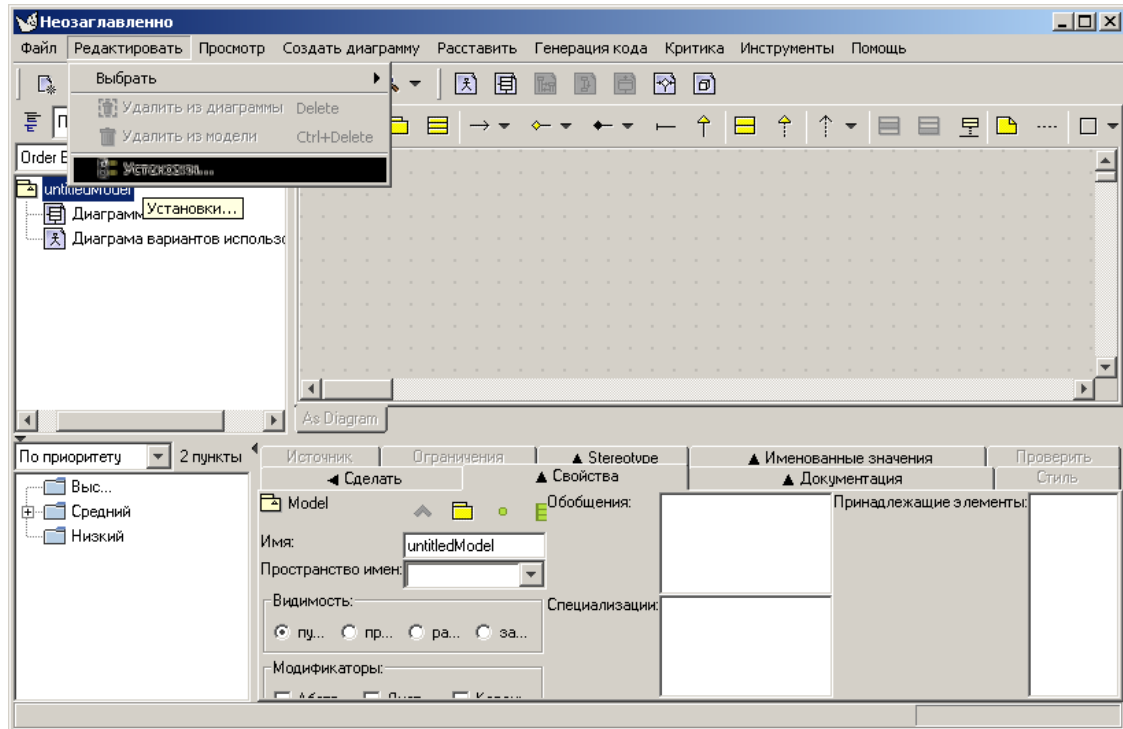 Неозаглавленно
Файл Редактировать Просмотр Создать диаграмму Расставить Генерация кода Критика Инструменты Помощь
Выбрать
Удалить из диаграммы Delete
Удалить из модели Ctrl+Delete
Установки...
Установки...
П
Order E
untitledModel
Диаграмм
Диаграма вариантов использо
As Diagram
По приоритету 2 пункты
Выс...
Средний
Низкий
Источник Ограничения Stereotype Именованные значения Проверить
Сделать Свойства Документация Стиль
Model
Обобщения:
Принадлежащие элементы:
Имя: untitledModel
Пространство имен:
Видимость:
Специализации:
пу... пр... ра... за...
Модификаторы: